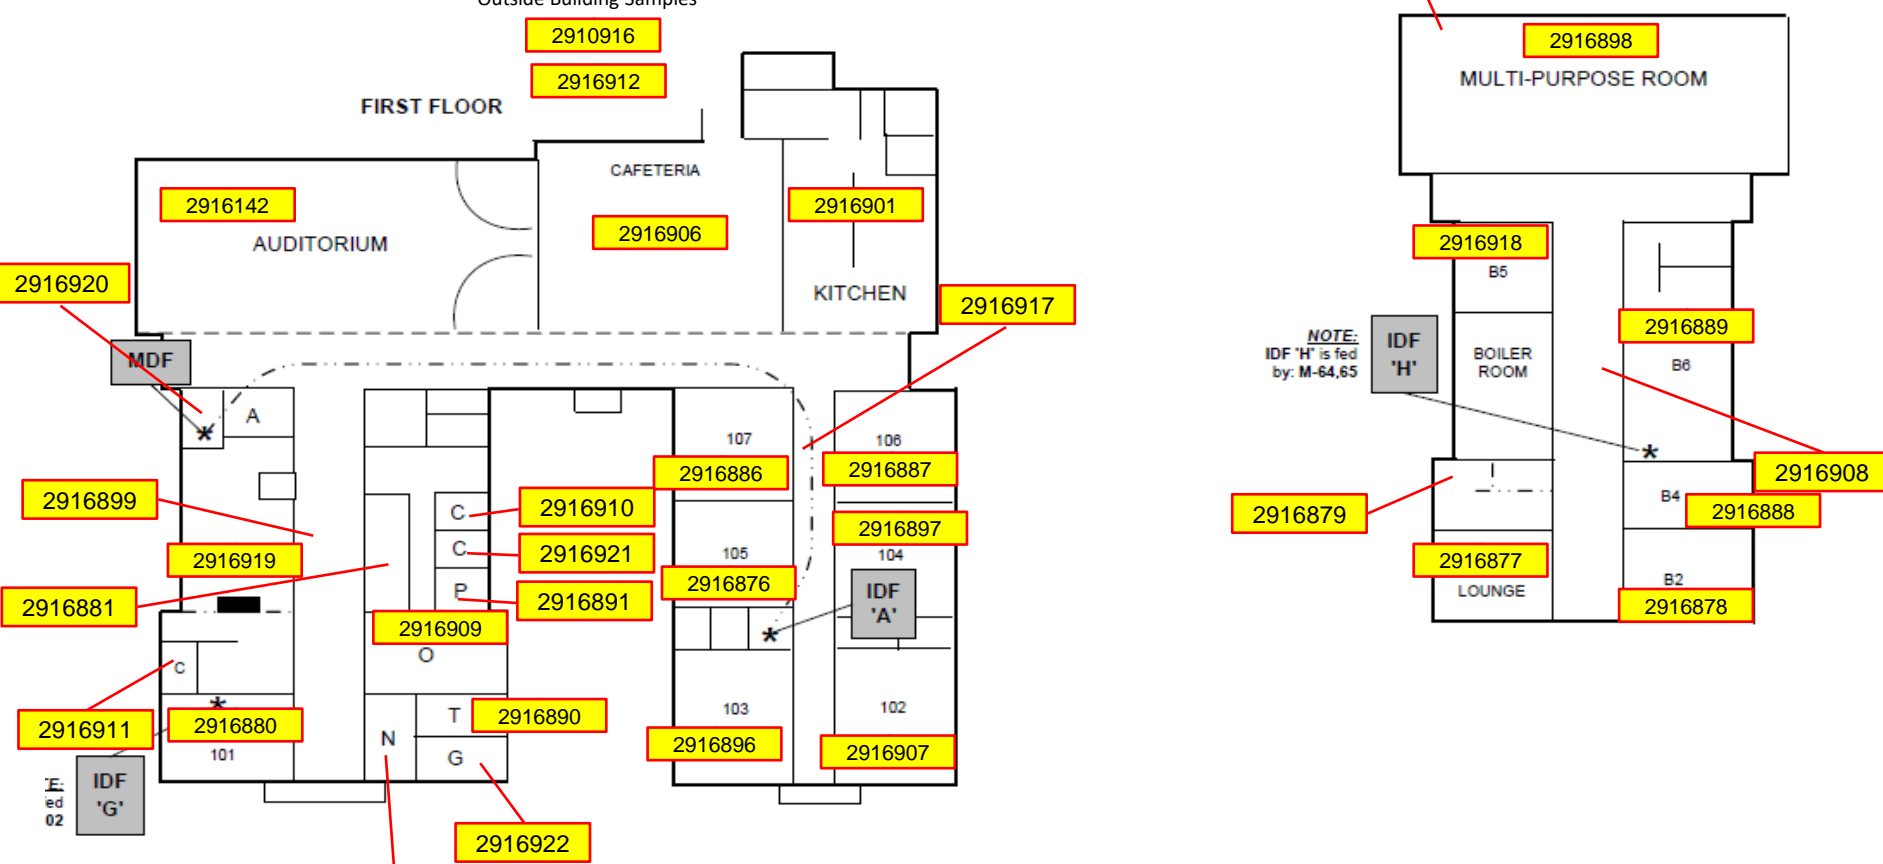 Outside Building Samples
2910916
2916912
FIRST FLOOR
CAFETERIA
2916142
2916906
2916901
AUDITORIUM
KITCHEN
2916920
2916917
MDF
A
107
106
2916886
2916887
2916899
C
2916910
2916897
2916919
C
2916921
105
104
2916876
2916881
P
2916891
IDF
'A'
2916909
O
C
2916911
2916880
101
T
2916890
N
G
103
102
2916896
2916907
E:
ed
02
IDF
'G'
2916922
2916898
MULTI-PURPOSE ROOM
2916918
B5
2916889
NOTE:
IDF 'H' is fed
by: M-64,65
IDF
'H'
BOILER
ROOM
B6
2916908
2916879
B4
2916888
2916877
LOUNGE
B2
2916878